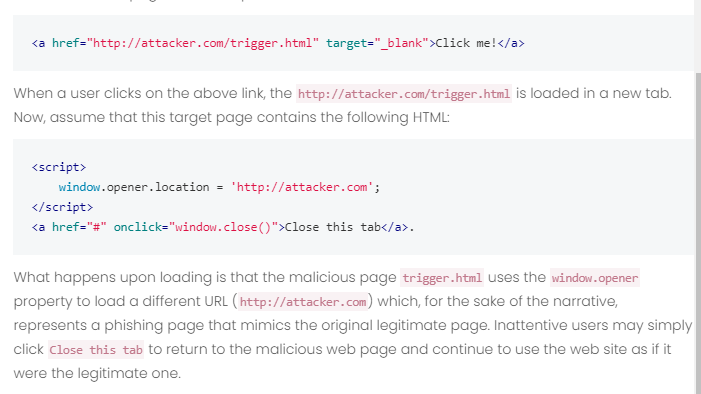 <a href="http://attacker.com/trigger.html" target="_blank">Click me!</a>
When a user clicks on the above link, the http://attacker.com/trigger.html is loaded in a new tab.
Now, assume that this target page contains the following HTML:
<script>
    window.opener.location = 'http://attacker.com';
</script>
<a href="#" onclick="window.close()">Close this tab</a>.
What happens upon loading is that the malicious page trigger.html uses the window.opener
property to load a different URL (http://attacker.com) which, for the sake of the narrative,
represents a phishing page that mimics the original legitimate page. Inattentive users may simply
click Close this tab to return to the malicious web page and continue to use the web site as if it
were the legitimate one.